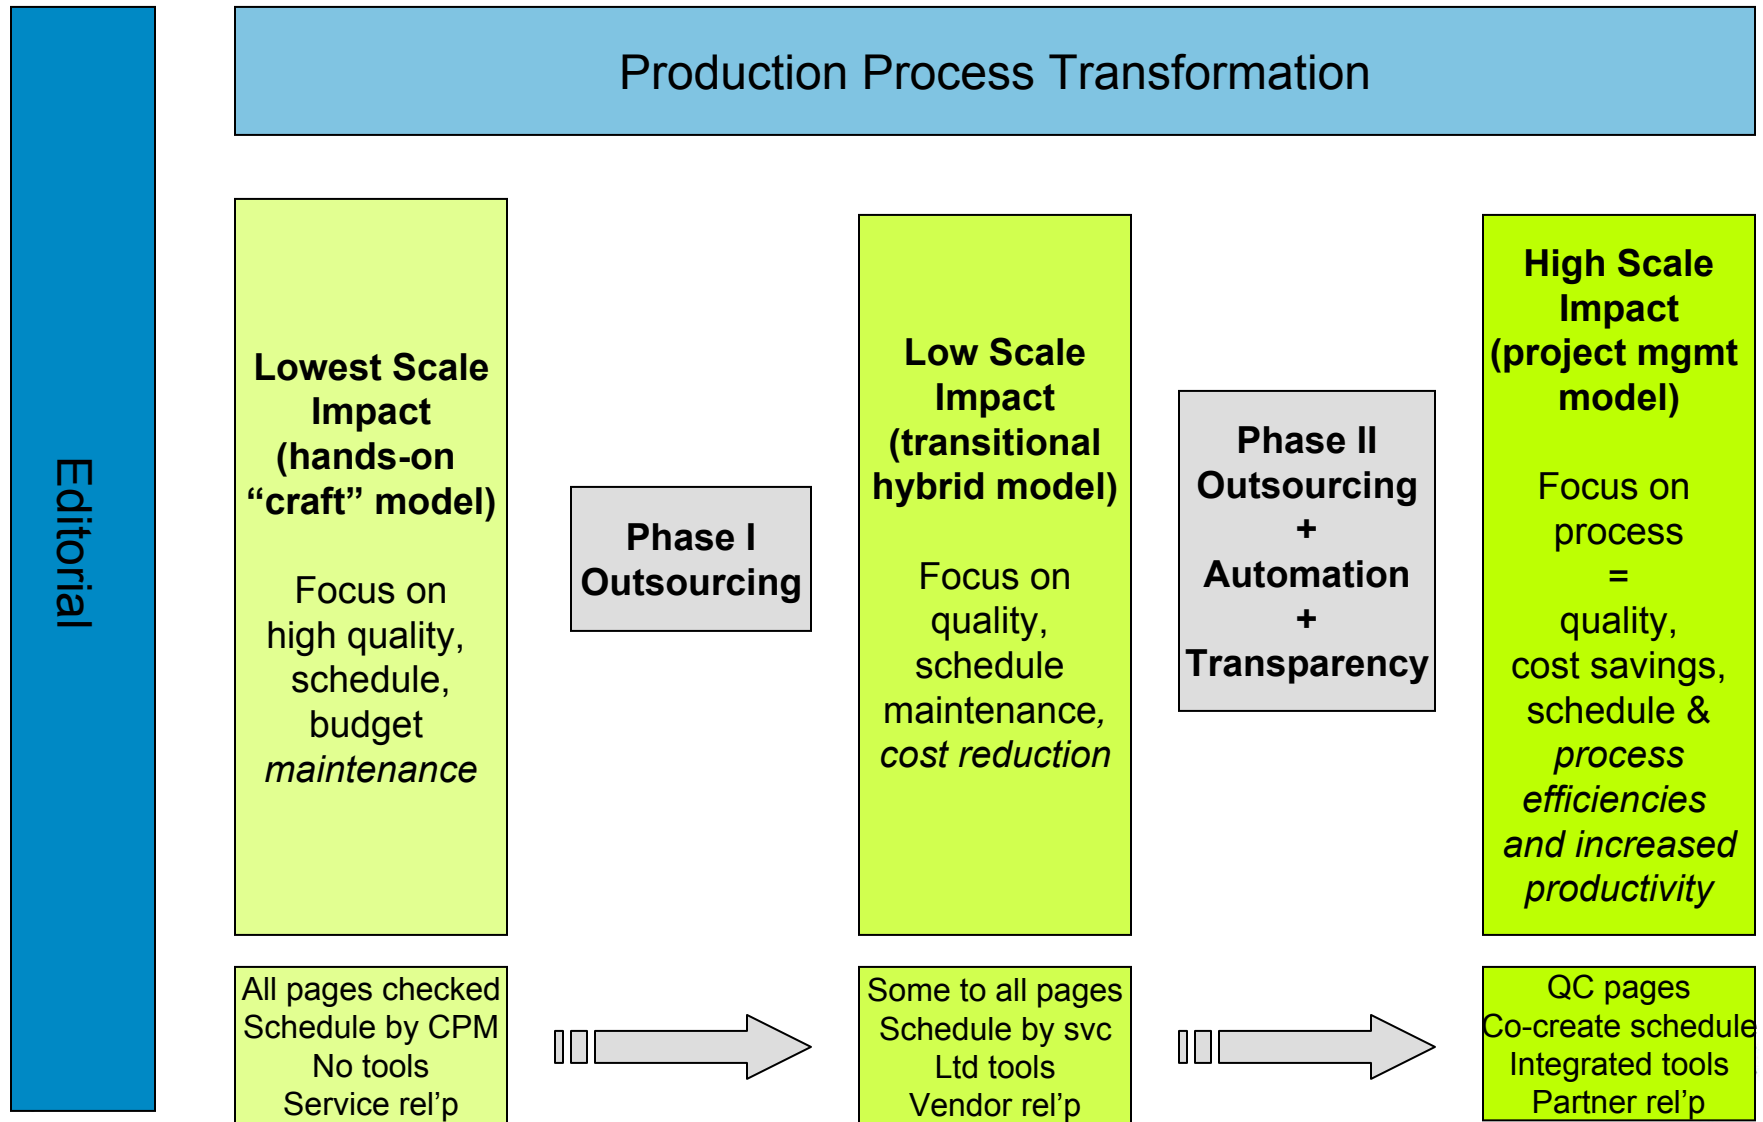 Editorial
Production Process Transformation
Lowest Scale
Impact
(hands-on
“craft” model)
Focus on
high quality,
schedule,
budget
maintenance
Phase I
Outsourcing
Low Scale
Impact
(transitional
hybrid model)
Focus on
quality,
schedule
maintenance,
cost reduction
Phase II
Outsourcing
+
Automation
+
Transparency
High Scale
Impact
(project mgmt
model)
Focus on
process
=
quality,
cost savings,
schedule &
process
efficiencies
and increased
productivity
All pages checked
Schedule by CPM
No tools
Service rel’p
Some to all pages
Schedule by svc
Ltd tools
Vendor rel’p
QC pages
Co-create schedule
Integrated tools
Partner rel’p